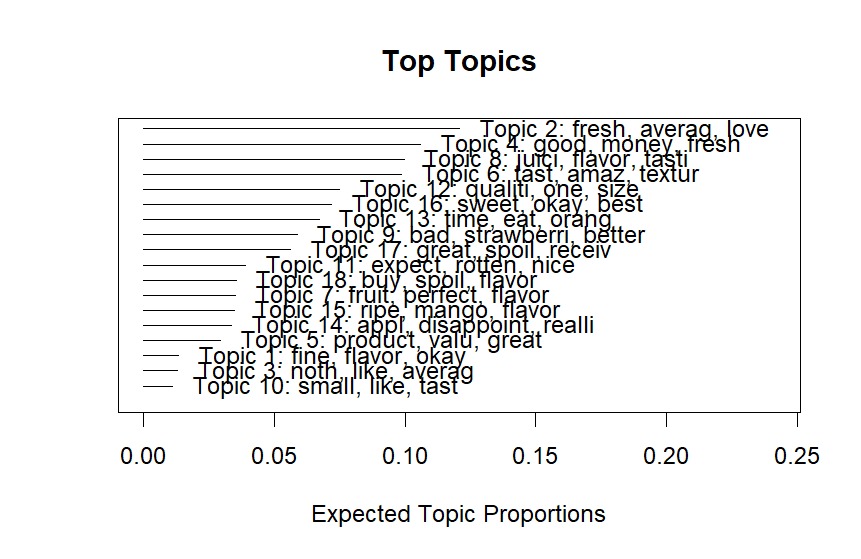 Top Topics
Topic 2: fresh, averag, love
Topic 4: good, money, fresh
Topic 8: juici, flavor, tasti
Topic 6: tast, amaz, textur
Topic 12: qualiti, one, size
Topic 16: sweet, okay, best
Topic 13: time, eat, orang
Topic 9: bad, strawberri, better
Topic 17: great, spoil, receiv
Topic 11: expect, rotten, nice
Topic 18: buy, spoil, flavor
Topic 7: fruit, perfect, flavor
Topic 15: ripe, mango, flavor
Topic 14: appl, disappoint, realli
Topic 5: product, valu, great
Topic 1: fine, flavor, okay
Topic 3: noth, like, averag
Topic 10: small, like, tast
0.00 0.05 0.10 0.15 0.20 0.25
Expected Topic Proportions